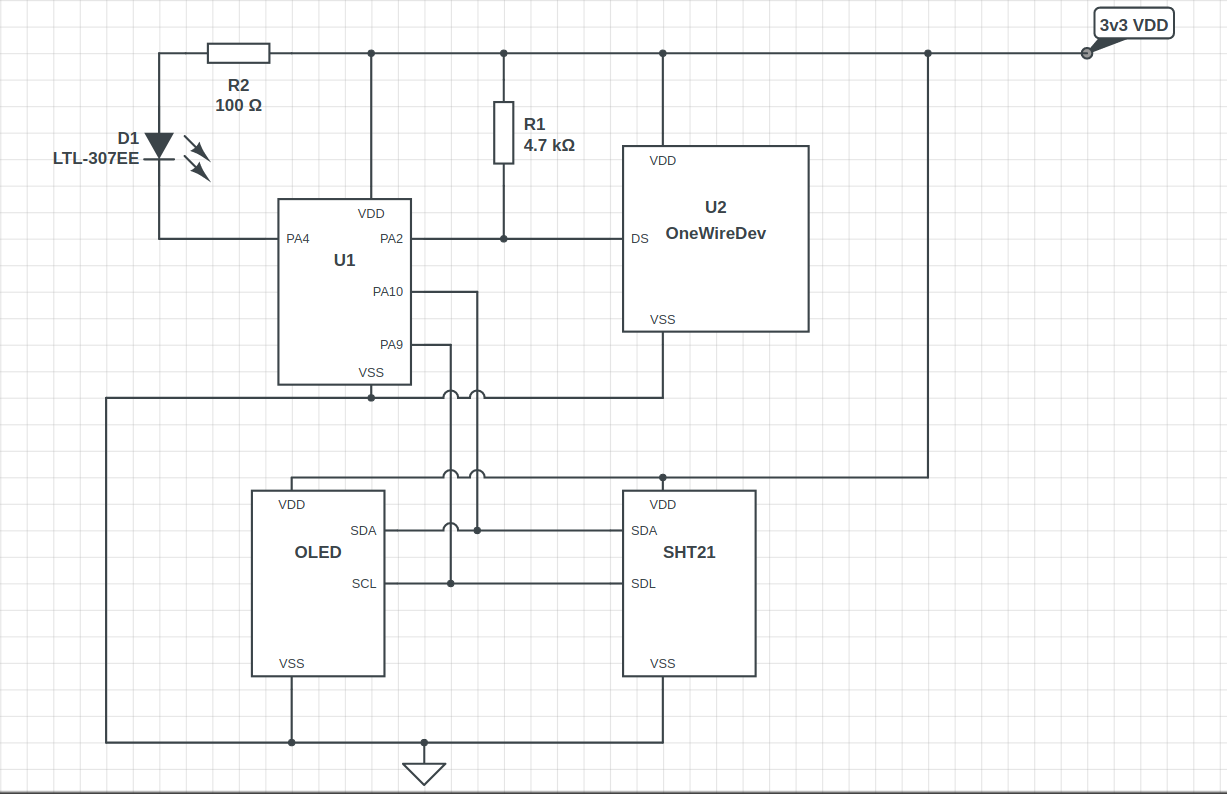 3v3 VDD
R2
100 Ω
D1
LTL-307EE
R1
4.7 kΩ
VDD
U2
OneWireDev
DS
VSS
VDD
PA4
PA2
U1
PA10
PA9
VSS
VDD
SDA
OLED
SCL
VSS
VDD
SDA
SHT21
SDL
VSS